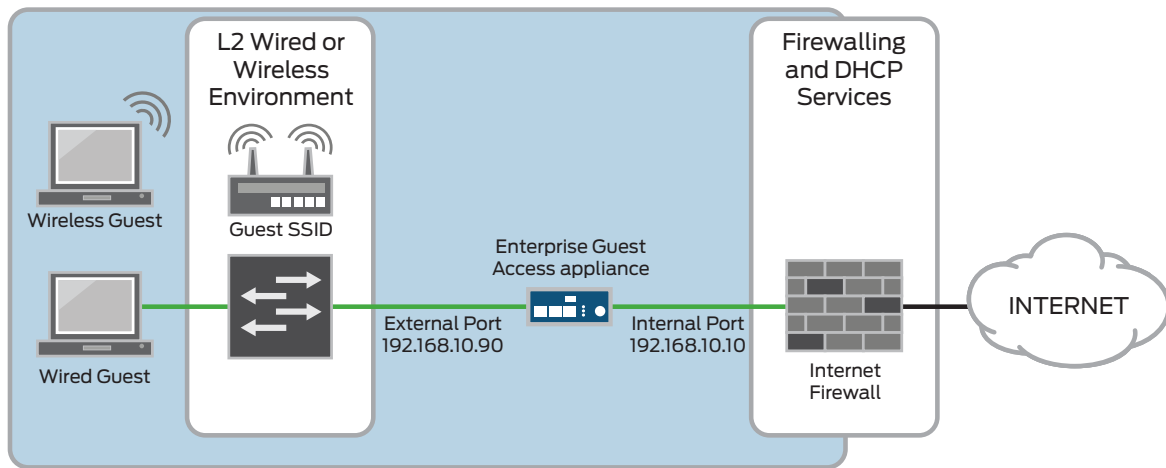 L2 Wired or
Wireless
Environment
Firewalling
and DHCP
Services
Wireless Guest
Guest SSID
Enterprise Guest
Access appliance
INTERNET
External Port
192.168.10.90
Internal Port
192.168.10.10
Wired Guest
Internet
Firewall